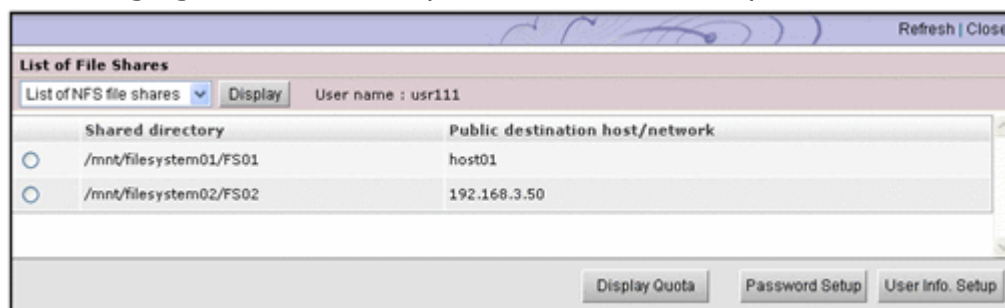 Refresh | Close
List of File Shares
List of NFS file shares Display User name : usr111
Shared directory Public destination host/network
/mnt/filesystem01/FS01 host01
/mnt/filesystem02/FS02 192.168.3.50
Display Quota Password Setup User Info. Setup